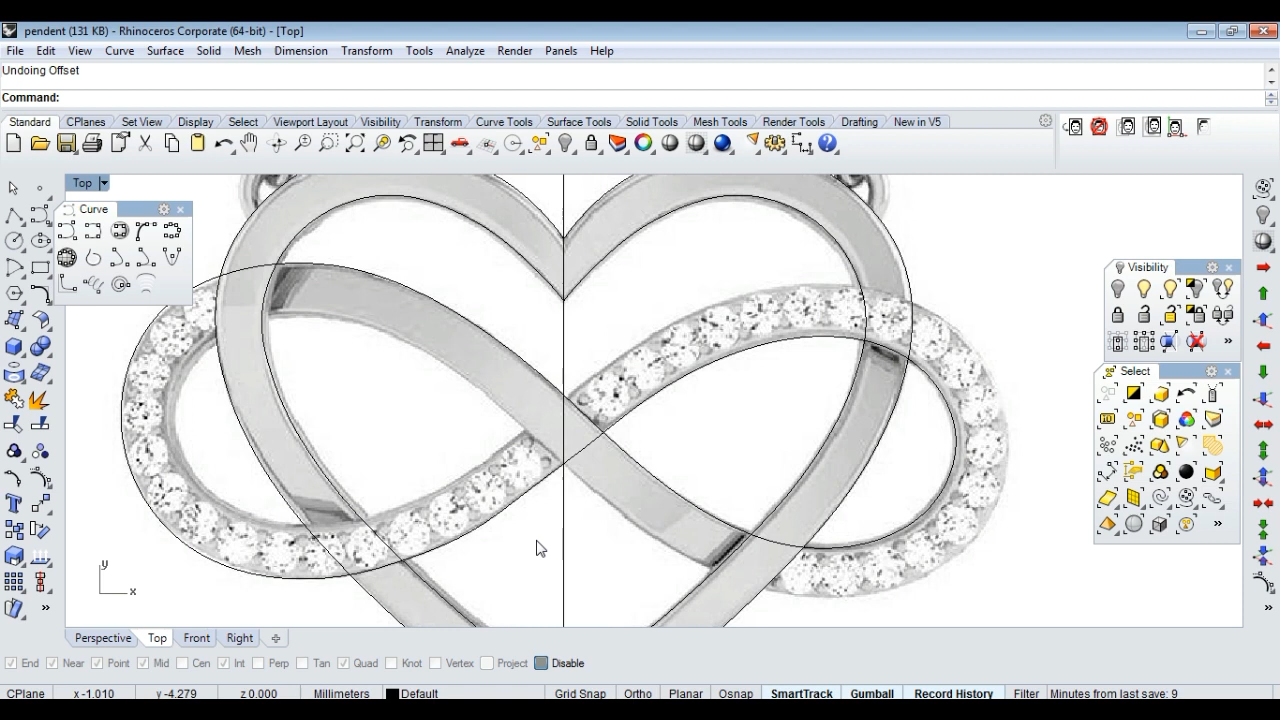 pendent (131 KB) - Rhinoceros Corporate (64-bit) - [Top]
File Edit View Curve Surface Solid Mesh Dimension Transform Tools Analyze Render Panels Help
Undoing Offset
Command:
Standard CPlanes Set View Display Select Viewport Layout Visibility Transform Curve Tools Surface Tools Solid Tools Mesh Tools Render Tools Drafting New in V5
Top
Curve
Visibility
Select
y
x
Perspective Top Front Right
End Near Point Mid Cen Int Perp Tan Quad Knot Vertex Project Disable
CPlane x -1.010 y -4.279 z 0.000 Millimeters Default Grid Snap Ortho Planar Osnap SmartTrack Gumball Record History Filter Minutes from last save: 9